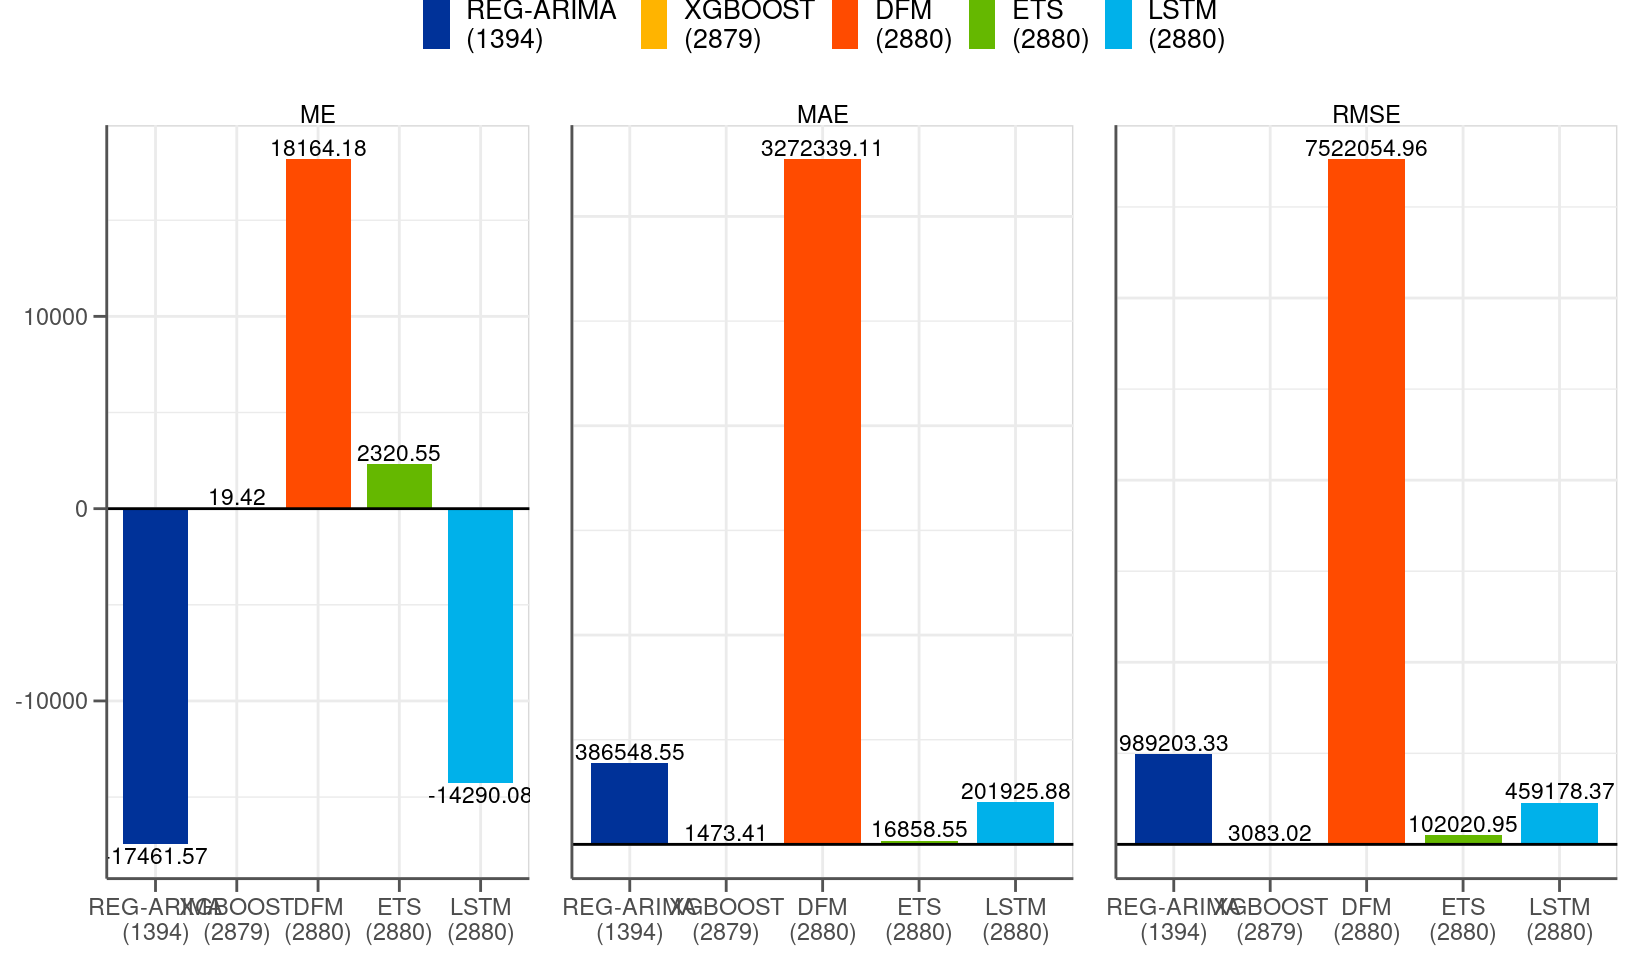 REG-ARIMA XGBOOST DFM ETS LSTM
(1394) (2879) (2880) (2880) (2880)
ME
18164.18
10000
2320.55
19.42
0
-10000
-14290.08
-17461.57
REG-ARIMA XGBOOST DFM ETS LSTM
(1394) (2879) (2880) (2880) (2880)
MAE
3272339.11
386548.55
201925.88
1473.41
16858.55
REG-ARIMA XGBOOST DFM ETS LSTM
(1394) (2879) (2880) (2880) (2880)
RMSE
7522054.96
989203.33
459178.37
3083.02
102020.95
REG-ARIMA XGBOOST DFM ETS LSTM
(1394) (2879) (2880) (2880) (2880)